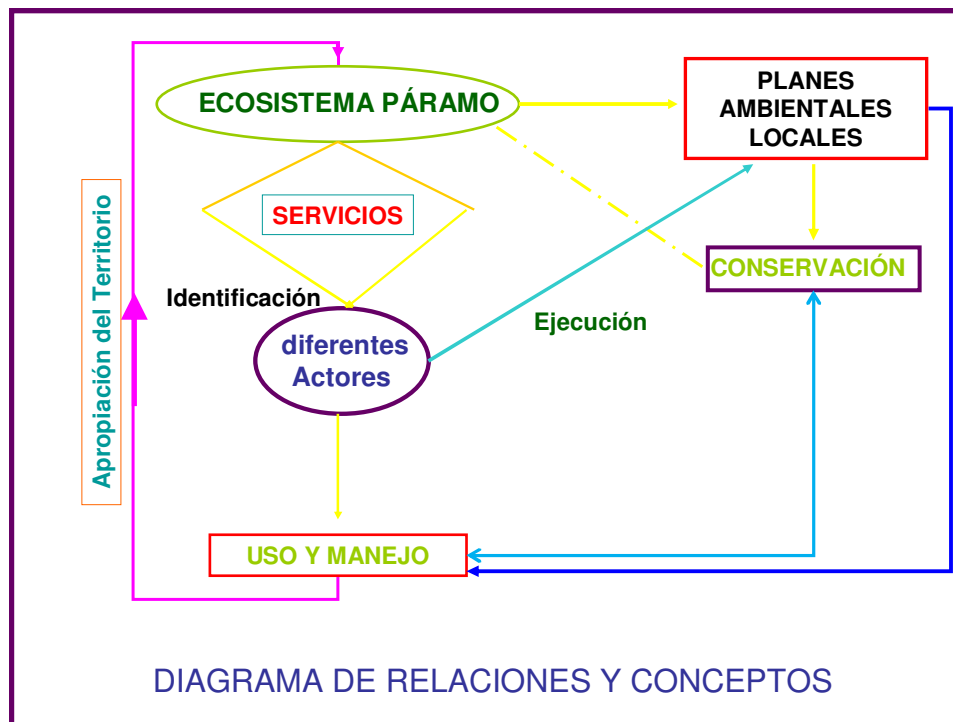 ECOSISTEMA PÁRAMO
PLANES
AMBIENTALES
LOCALES
SERVICIOS
Apropiación del Territorio
CONSERVACIÓN
Identificación
Ejecución
diferentes
Actores
USO Y MANEJO
DIAGRAMA DE RELACIONES Y CONCEPTOS